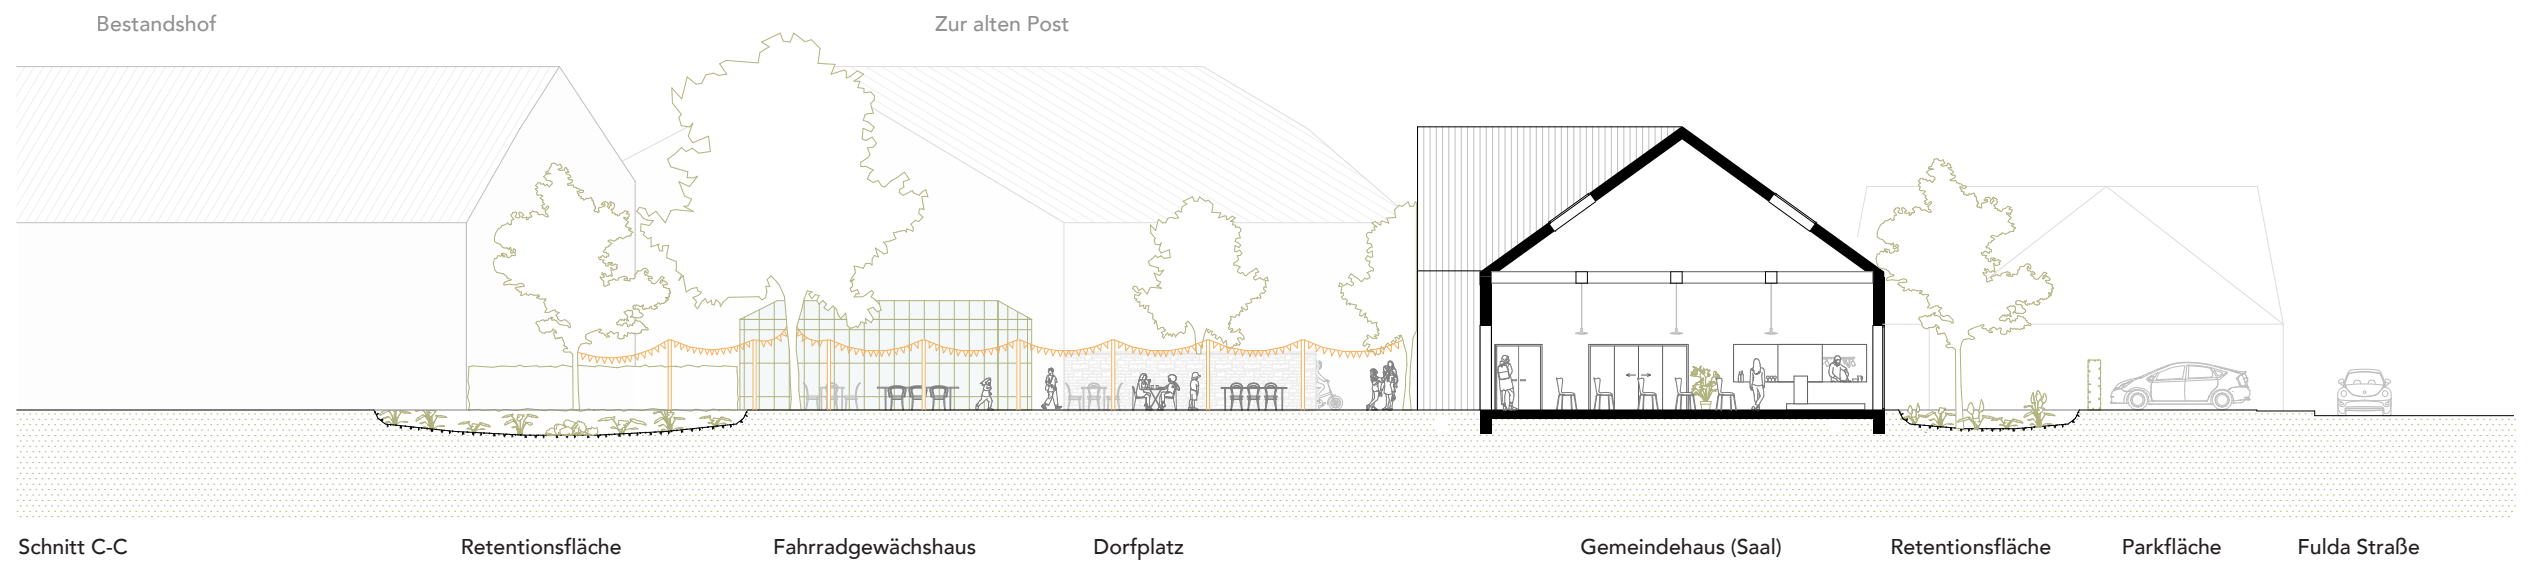 Bestandshof
Zur alten Post
Schnitt C-C
Retentionsfläche
Fahrradgewächshaus
Dorfplatz
Gemeindehaus (Saal)
Retentionsfläche
Parkfläche
Fulda Straße